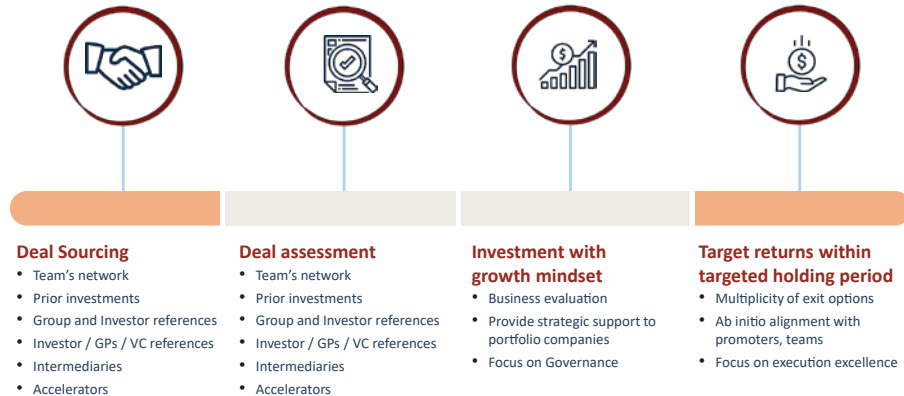 Deal Sourcing
• Team's network
• Prior investments
• Group and Investor references
• Investor / GPs / VC references
• Intermediaries
• Accelerators
Deal assessment
• Team's network
• Prior investments
• Group and Investor references
• Investor / GPs / VC references
• Intermediaries
• Accelerators
$
Investment with
growth mindset
• Business evaluation
• Provide strategic support to
portfolio companies
• Focus on Governance
$
Target returns within
targeted holding period
• Multiplicity of exit options
• Ab initio alignment with
promoters, teams
• Focus on execution excellence